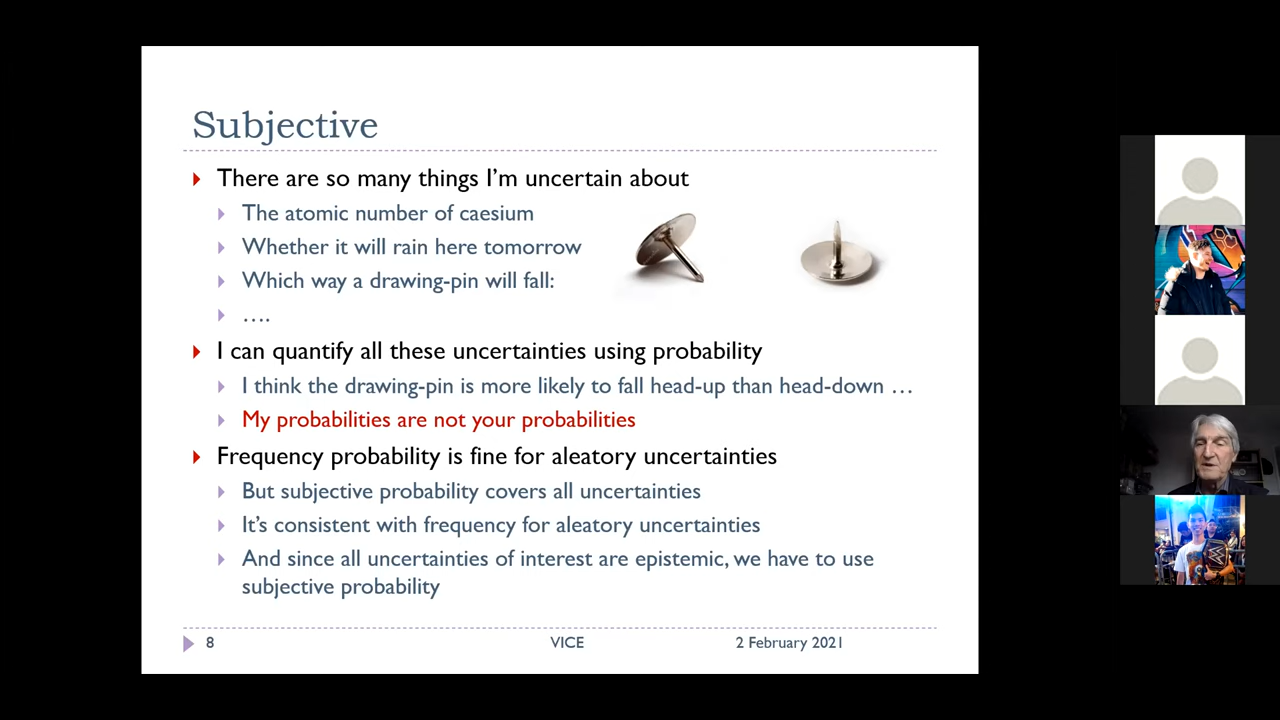 Subjective
There are so many things I'm uncertain about
The atomic number of caesium
Whether it will rain here tomorrow
Which way a drawing-pin will fall:
….
I can quantify all these uncertainties using probability
I think the drawing-pin is more likely to fall head-up than head-down …
My probabilities are not your probabilities
Frequency probability is fine for aleatory uncertainties
But subjective probability covers all uncertainties
It's consistent with frequency for aleatory uncertainties
And since all uncertainties of interest are epistemic, we have to use
subjective probability
8 VICE 2 February 2021